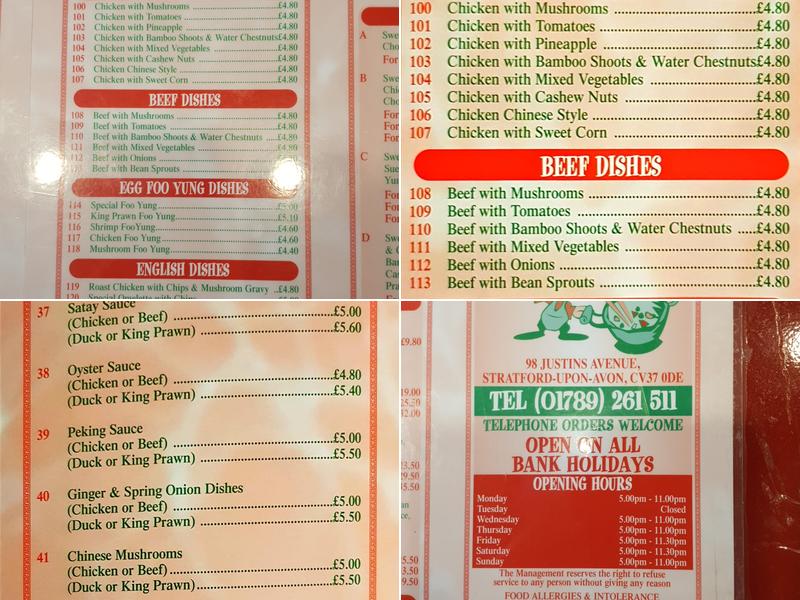 100 Chicken with Mushrooms £4.80
101 Chicken with Tomatoes £4.80
102 Chicken with Pineapple £4.80
103 Chicken with Bamboo Shoots & Water Chestnuts £4.80
104 Chicken with Mixed Vegetables £4.80
105 Chicken with Cashew Nuts £4.80
106 Chicken Chinese Style £4.80
107 Chicken with Sweet Corn £4.80
BEEF DISHES
108 Beef with Mushrooms £4.80
109 Beef with Tomatoes £4.80
110 Beef with Bamboo Shoots & Water Chestnuts £4.80
111 Beef with Mixed Vegetables £4.80
112 Beef with Onions £4.80
Beef with Bean Sprouts £4.80
EGG FOO YUNG DISHES
114 Special Foo Yung £5.00
115 King Prawn Foo Yung £5.10
116 Shrimp FooYung £4.60
117 Chicken Foo Yung £4.60
118 Mushroom Foo Yung £4.40
ENGLISH DISHES
119 Roast Chicken with Chips & Mushroom Gravy £4.80
120 Special Omelette with Chips
A
B
C
D
100 Chicken with Mushrooms £4.80
101 Chicken with Tomatoes £4.80
102 Chicken with Pineapple £4.80
103 Chicken with Bamboo Shoots & Water Chestnuts £4.80
104 Chicken with Mixed Vegetables £4.80
105 Chicken with Cashew Nuts £4.80
106 Chicken Chinese Style £4.80
107 Chicken with Sweet Corn £4.80
BEEF DISHES
108 Beef with Mushrooms £4.80
109 Beef with Tomatoes £4.80
110 Beef with Bamboo Shoots & Water Chestnuts £4.80
111 Beef with Mixed Vegetables £4.80
112 Beef with Onions £4.80
113 Beef with Bean Sprouts £4.80
37 Satay Sauce
(Chicken or Beef) £5.00
(Duck or King Prawn) £5.60
38 Oyster Sauce
(Chicken or Beef) £4.80
(Duck or King Prawn) £5.40
39 Peking Sauce
(Chicken or Beef) £5.00
(Duck or King Prawn) £5.50
40 Ginger & Spring Onion Dishes
(Chicken or Beef) £5.00
(Duck or King Prawn) £5.50
41 Chinese Mushrooms
(Chicken or Beef) £5.00
(Duck or King Prawn) £5.50
£9.80
98 JUSTINS AVENUE,
STRATFORD-UPON-AVON, CV37 0DE
TEL (01789) 261 511
TELEPHONE ORDERS WELCOME
OPEN ON ALL
BANK HOLIDAYS
OPENING HOURS
Monday 5.00pm - 11.00pm
Tuesday Closed
Wednesday 5.00pm - 11.00pm
Thursday 5.00pm - 11.00pm
Friday 5.00pm - 11.30pm
Saturday 5.00pm - 11.30pm
Sunday 5.00pm - 11.00pm
The Management reserves the right to refuse
service to any person without giving any reason
FOOD ALLERGIES & INTOLERANCE